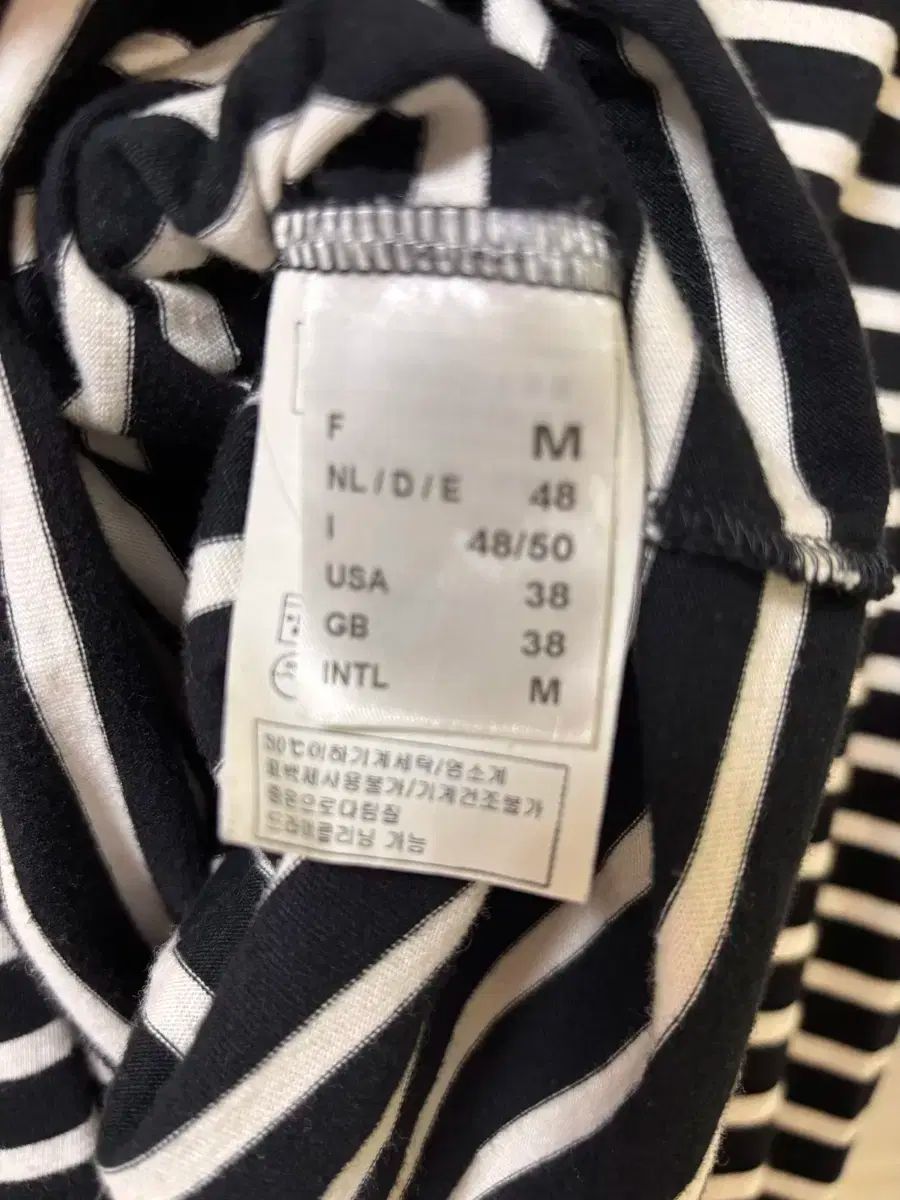 F M
NL / D / E 48
I 48/50
USA 38
GB 38
INTL M
30℃이하기계세탁/염소계
표백제사용불가/기계건조불가
중온으로다림질
드라이클리닝 가능